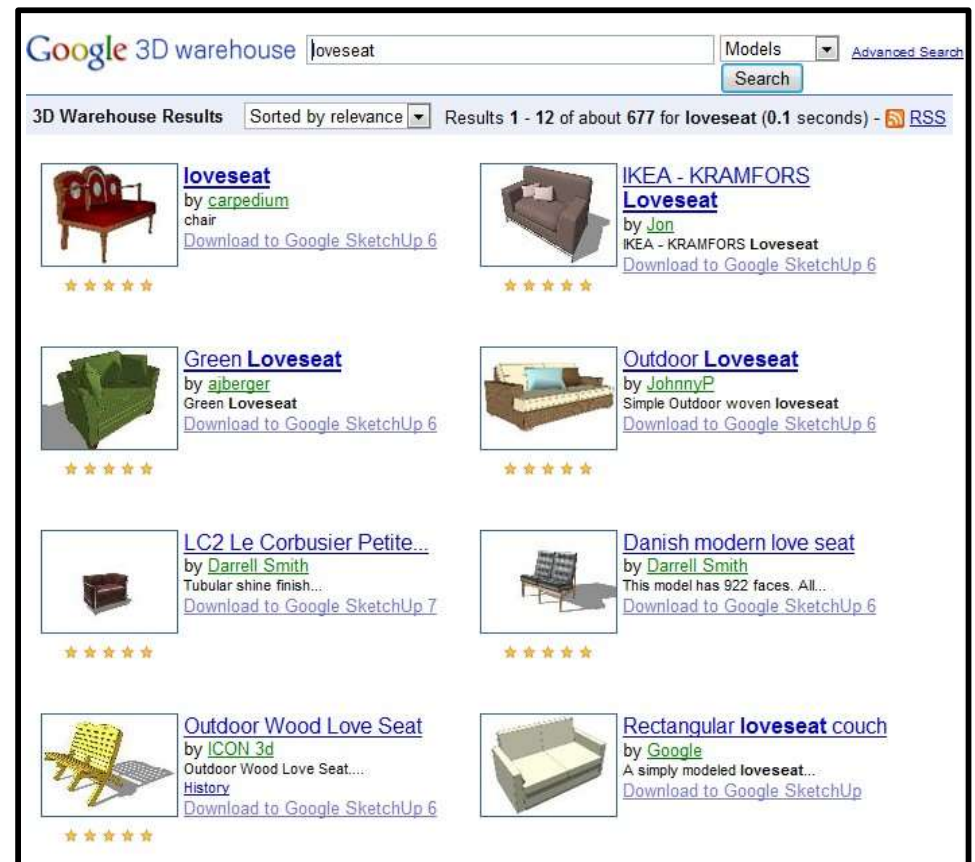 Google 3D warehouse loveseat Models Advanced Search
Search
3D Warehouse Results Sorted by relevance Results 1 - 12 of about 677 for loveseat (0.1 seconds) - RSS
loveseat
by carpedium
chair
Download to Google SketchUp 6
IKEA - KRAMFORS
Loveseat
by Jon
IKEA - KRAMFORS Loveseat
Download to Google SketchUp 6
Green Loveseat
by ajberger
Green Loveseat
Download to Google SketchUp 6
Outdoor Loveseat
by JohnnyP
Simple Outdoor woven loveseat
Download to Google SketchUp 6
LC2 Le Corbusier Petite...
by Darrell Smith
Tubular shine finish...
Download to Google SketchUp 7
Danish modern love seat
by Darrell Smith
This model has 922 faces. All...
Download to Google SketchUp 6
Outdoor Wood Love Seat
by ICON 3d
Outdoor Wood Love Seat....
History
Download to Google SketchUp 6
Rectangular loveseat couch
by Google
A simply modeled loveseat...
Download to Google SketchUp